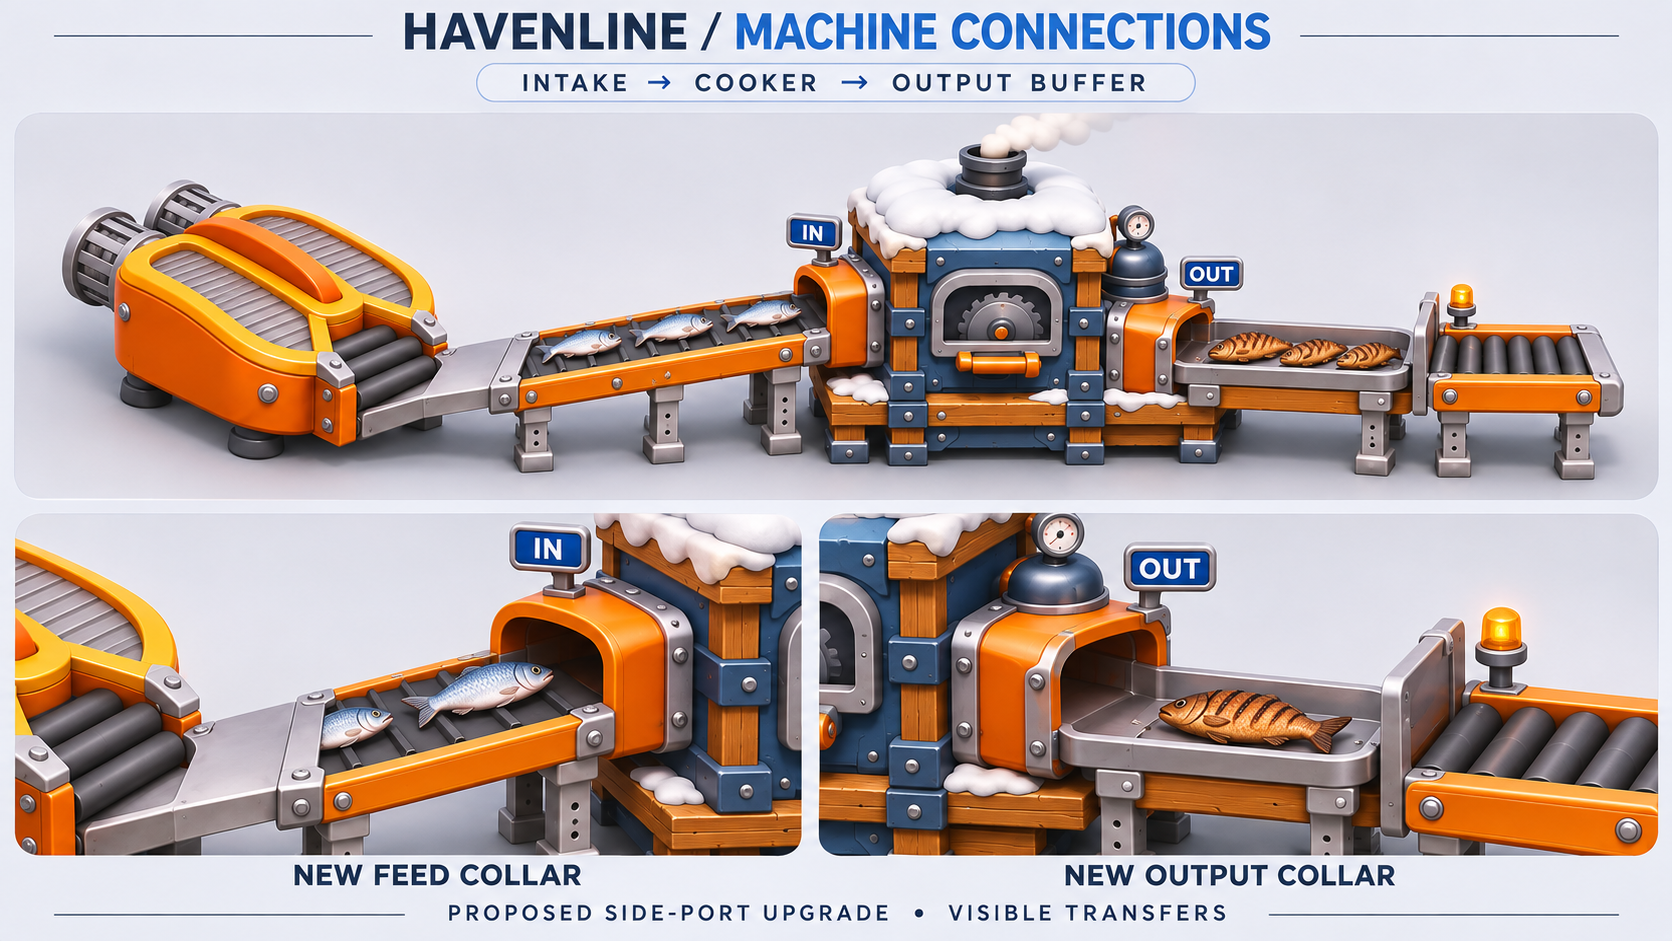 HAVENLINE / MACHINE CONNECTIONS
INTAKE → COOKER → OUTPUT BUFFER
IN
OUT
IN
OUT
NEW FEED COLLAR
NEW OUTPUT COLLAR
PROPOSED SIDE-PORT UPGRADE • VISIBLE TRANSFERS